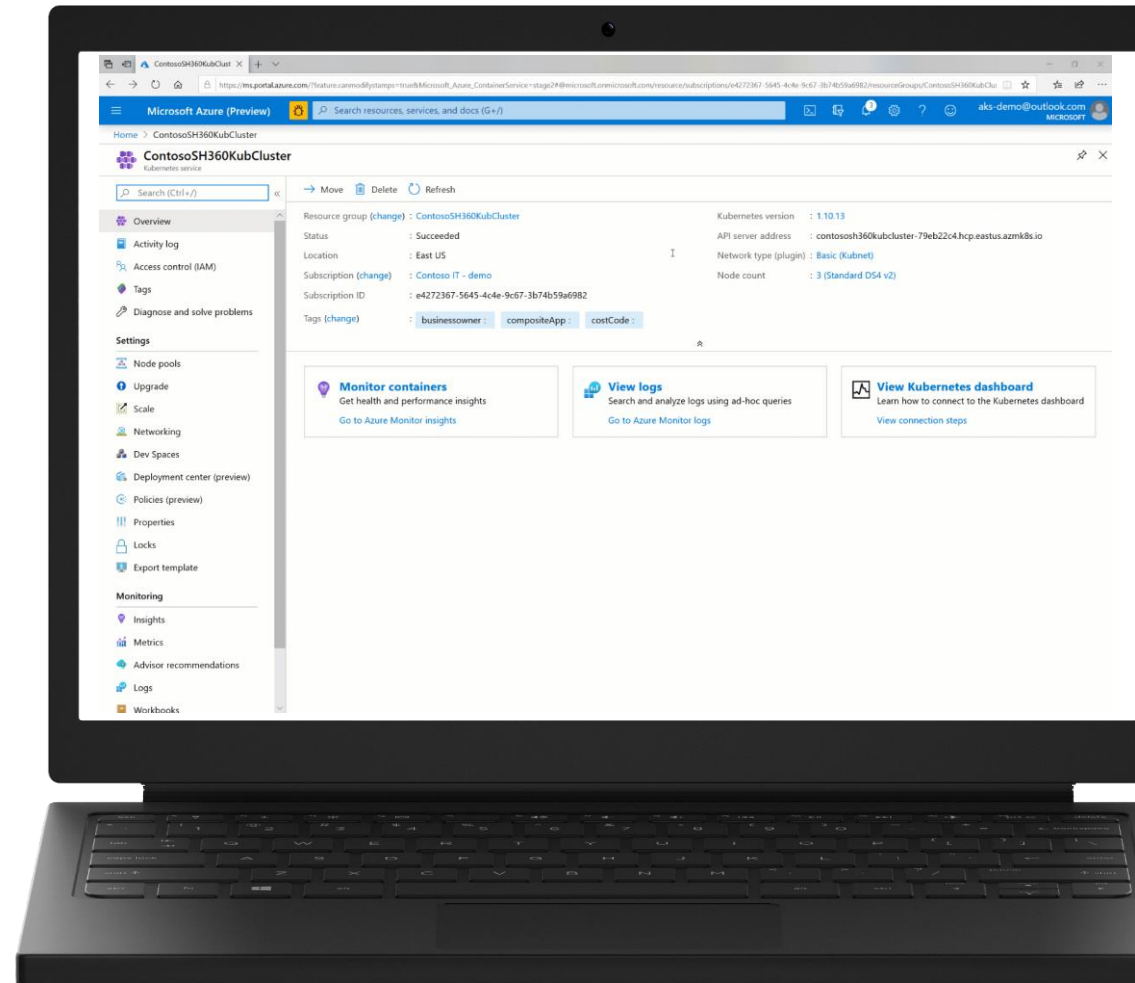 ContosoSH360KubClust
Microsoft Azure (Preview)
Search resources, services, and docs (G+/)
3
aks-demo@outlook.com
MICROSOFT
Home > ContosoSH360KubCluster
ContosoSH360KubCluster
Kubernetes service
Search (Ctrl+/)
«
Move Delete Refresh
Overview
Activity log
Access control (IAM)
Tags
Diagnose and solve problems
Settings
Node pools
Upgrade
Scale
Networking
Dev Spaces
Deployment center (preview)
Policies (preview)
Properties
Locks
Export template
Monitoring
Insights
Metrics
Advisor recommendations
Logs
Workbooks
Resource group (change) : ContosoSH360KubCluster
Status : Succeeded
Location : East US
Subscription (change) : Contoso IT - demo
Subscription ID : e4272367-5645-4c4e-9c67-3b74b59a6982
Tags (change) : businessowner : compositeApp : costCode :
Kubernetes version : 1.10.13
API server address : contososh360kubcluster-79eb22c4.hcp.eastus.azmk8s.io
Network type (plugin) : Basic (Kubnet)
Node count : 3 (Standard DS4 v2)
Monitor containers
Get health and performance insights
Go to Azure Monitor insights
View logs
Search and analyze logs using ad-hoc queries
Go to Azure Monitor logs
View Kubernetes dashboard
Learn how to connect to the Kubernetes dashboard
View connection steps